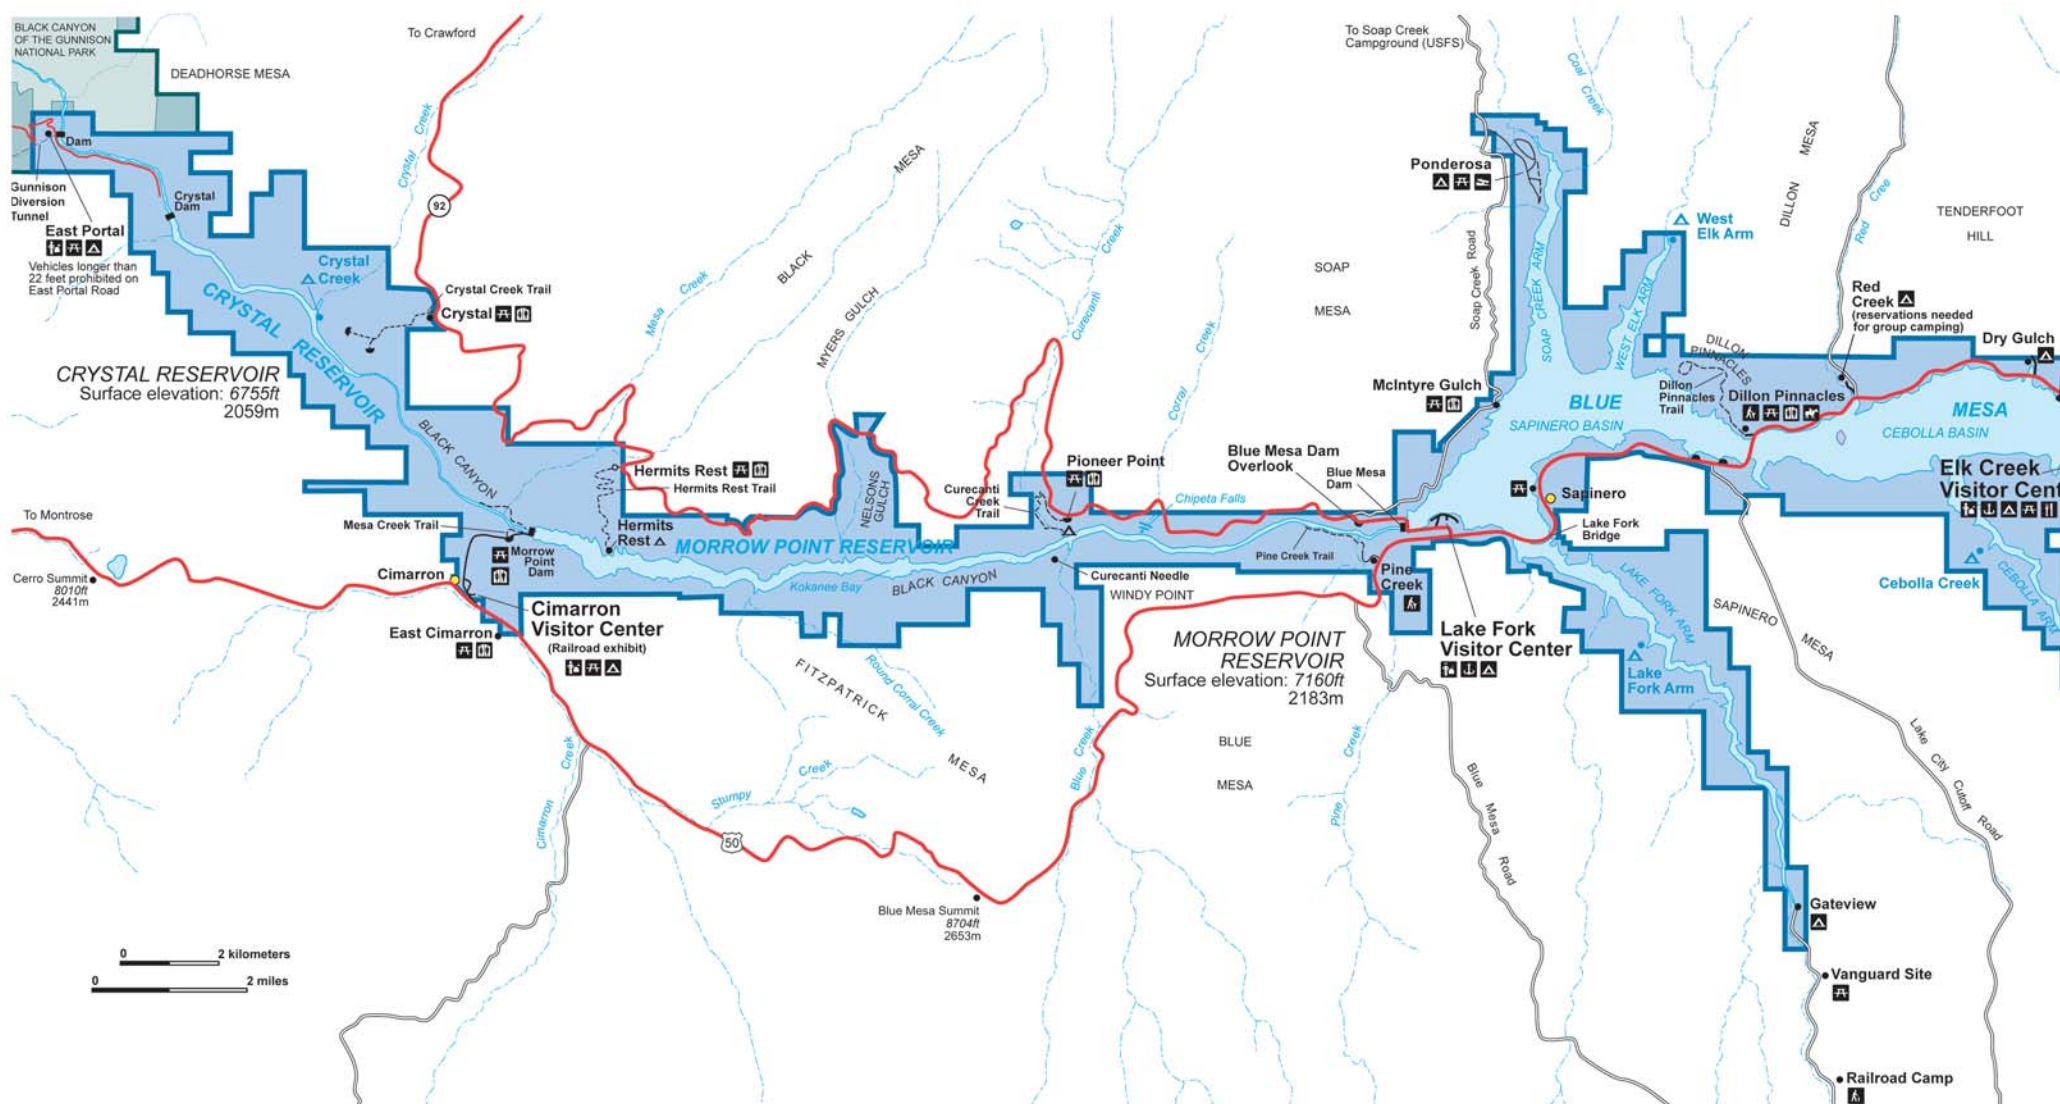 BLACK CANYON
OF THE GUNNISON
NATIONAL PARK
DEADHORSE MESA
To Crawford
Crystal Creek
92
Dam
Gunnison
Diversion
Tunnel
East Portal
Vehicles longer than
22 feet prohibited on
East Portal Road
Crystal
Dam
Crystal
Creek
CRYSTAL RESERVOIR
Crystal Creek Trail
Crystal
CRYSTAL RESERVOIR
Surface elevation: 6755ft
2059m
BLACK CANYON
Mesa Creek
BLACK MESA
MYERS GULCH
Curecanti Creek
Corral Creek
SOAP
MESA
To Soap Creek
Campground (USFS)
Coal Creek
Ponderosa
Soap Creek Road
SOAP CREEK ARM
West
Elk Arm
WEST ELK ARM
DILLON MESA
Red Cree
TENDERFOOT
HILL
Red
Creek
(reservations needed
for group camping)
Dry Gulch
DILLON
PINNACLES
Dillon
Pinnacles
Trail
Dillon Pinnacles
McIntyre Gulch
BLUE
SAPINERO BASIN
MESA
CEBOLLA BASIN
Elk Creek
Visitor Cent
Hermits Rest
Hermits Rest Trail
NELSONS
GULCH
Curecanti
Creek
Trail
Pioneer Point
Chipeta Falls
Blue Mesa Dam
Overlook
Blue Mesa
Dam
Sapinero
Lake Fork
Bridge
To Montrose
Mesa Creek Trail
Hermits
Rest
MORROW POINT RESERVOIR
Morrow
Point
Dam
Kokanee Bay
BLACK CANYON
Curecanti Needle
WINDY POINT
Pine Creek Trail
Pine
Creek
Cerro Summit
8010ft
2441m
Cimarron
Cimarron
Visitor Center
(Railroad exhibit)
East Cimarron
MORROW POINT
RESERVOIR
Surface elevation: 7160ft
2183m
Lake Fork
Visitor Center
LAKE FORK ARM
Lake
Fork Arm
SAPINERO MESA
Cebolla Creek
CEBOLLA ARM
FITZPATRICK MESA
Round Corral Creek
Cimarron Creek
Stumpy Creek
50
Blue Creek
BLUE
MESA
Pine Creek
Blue Mesa Road
Lake City Cutoff Road
Blue Mesa Summit
8704ft
2653m
Gateview
Vanguard Site
Railroad Camp
0 2 kilometers
0 2 miles